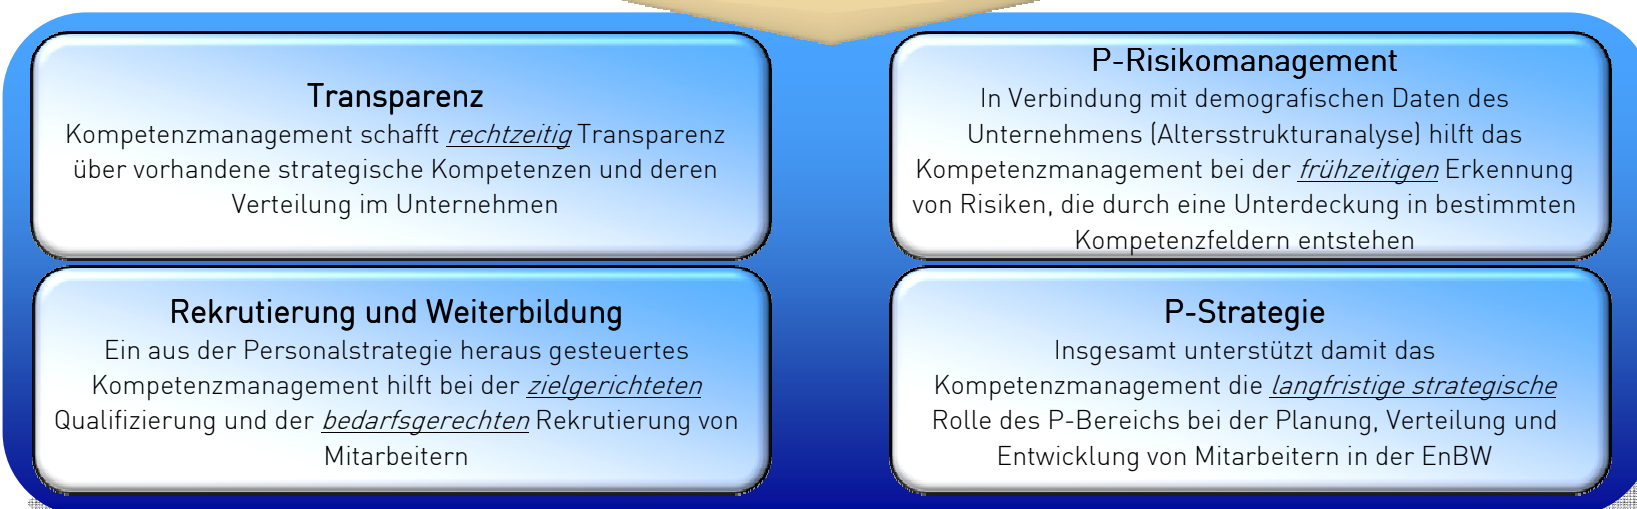 Transparenz
Kompetenzmanagement schafft rechtzeitig Transparenz
über vorhandene strategische Kompetenzen und deren
Verteilung im Unternehmen
P-Risikomanagement
In Verbindung mit demografischen Daten des
Unternehmens (Altersstrukturanalyse) hilft das
Kompetenzmanagement bei der frühzeitigen Erkennung
von Risiken, die durch eine Unterdeckung in bestimmten
Kompetenzfeldern entstehen
Rekrutierung und Weiterbildung
Ein aus der Personalstrategie heraus gesteuertes
Kompetenzmanagement hilft bei der zielgerichteten
Qualifizierung und der bedarfsgerechten Rekrutierung von
Mitarbeitern
P-Strategie
Insgesamt unterstützt damit das
Kompetenzmanagement die langfristige strategische
Rolle des P-Bereichs bei der Planung, Verteilung und
Entwicklung von Mitarbeitern in der EnBW